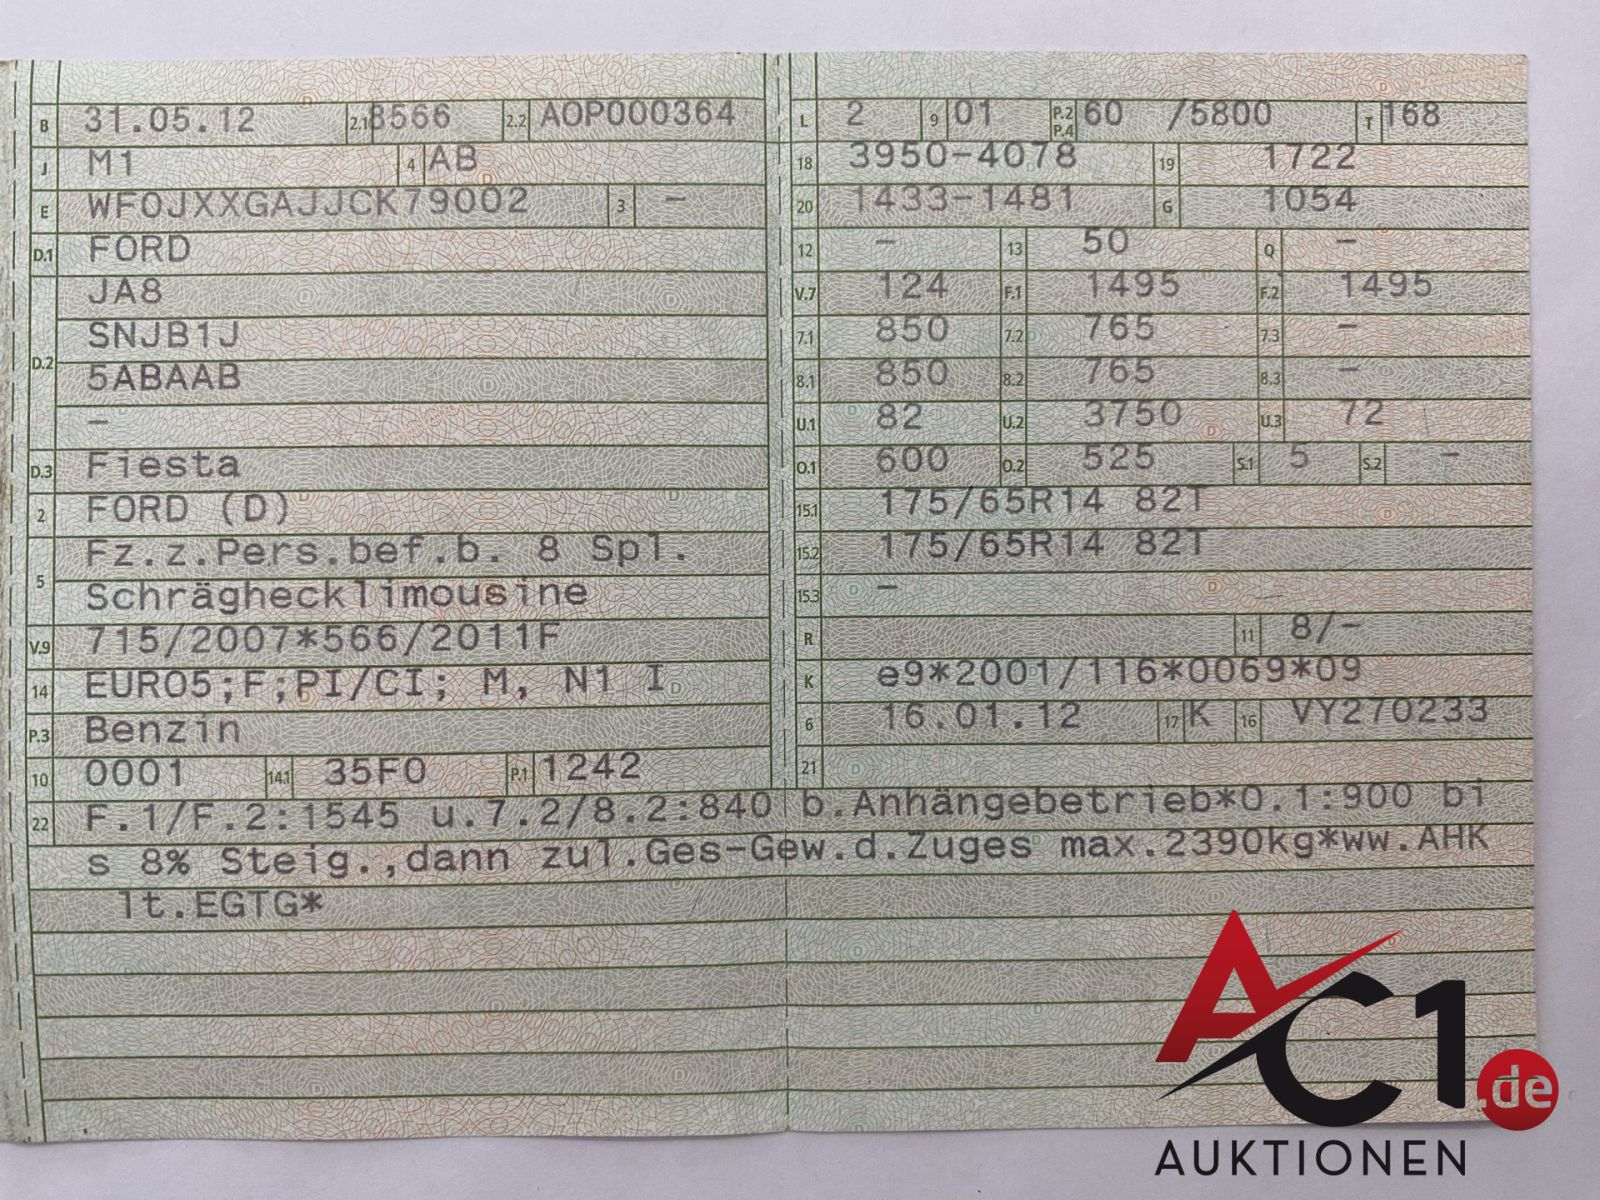 B 31.05.12 2.1 8566 2.2 AOP000364
J M1 4 AB
E WF0JXXGAJJCK79002 3 -
D.1 FORD
JA8
D.2 SNJB1J
5ABAAB
-
D.3 Fiesta
2 FORD (D)
5 Fz.z.Pers.bef.b. 8 Spl.
Schräghecklimousine
V.9 715/2007*566/2011F
14 EURO5;F;PI/CI; M, N1 I
P.3 Benzin
10 0001 14.1 35F0 P.1 1242
L 2 9 01 P.2 P.4 60 /5800 T 168
18 3950-4078 19 1722
20 1433-1481 G 1054
12 - 13 50 Q -
V.7 124 F.1 1495 F.2 1495
7.1 850 7.2 765 7.3 -
8.1 850 8.2 765 8.3 -
U.1 82 U.2 3750 U.3 72
O.1 600 O.2 525 S.1 5 S.2 -
15.1 175/65R14 82T
15.2 175/65R14 82T
15.3 -
R 11 8/-
K e9*2001/116*0069*09
6 16.01.12 17 K 16 VY270233
21
22 F.1/F.2:1545 u.7.2/8.2:840 b.Anhängebetrieb*O.1:900 bi
s 8% Steig.,dann zul.Ges-Gew.d.Zuges max.2390kg*ww.AHK
lt.EGTG*
AC1.de
AUKTIONEN